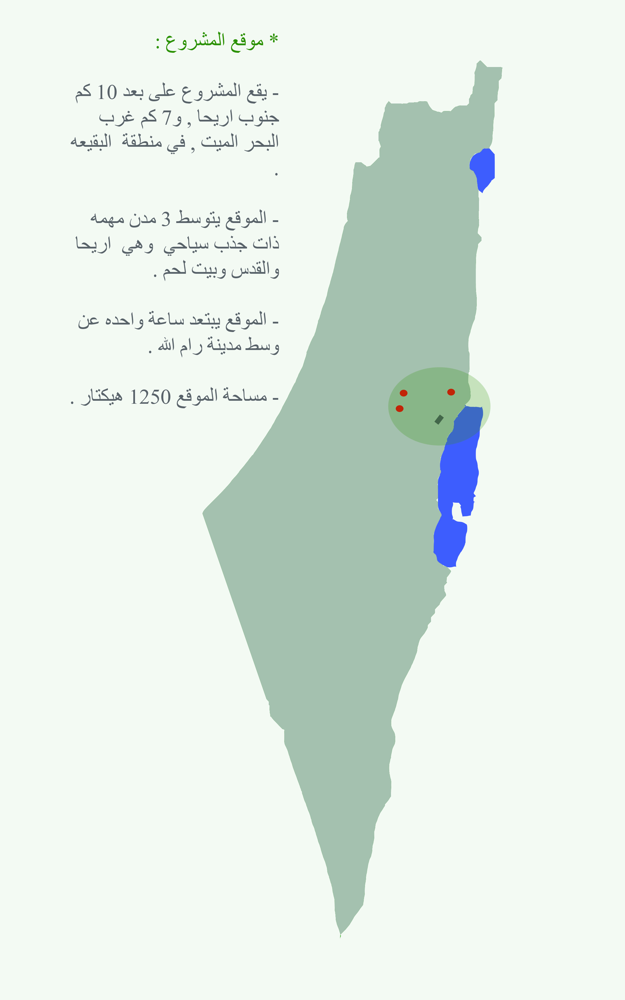 * موقع المشروع :
- يقع المشروع على بعد 10 كم
جنوب اريحا , و7 كم غرب
البحر الميت , في منطقة البقيعه
.
- الموقع يتوسط 3 مدن مهمه
ذات جذب سياحي وهي اريحا
والقدس وبيت لحم .
- الموقع يبتعد ساعة واحده عن
وسط مدينة رام الله .
- مساحة الموقع 1250 هيكتار .